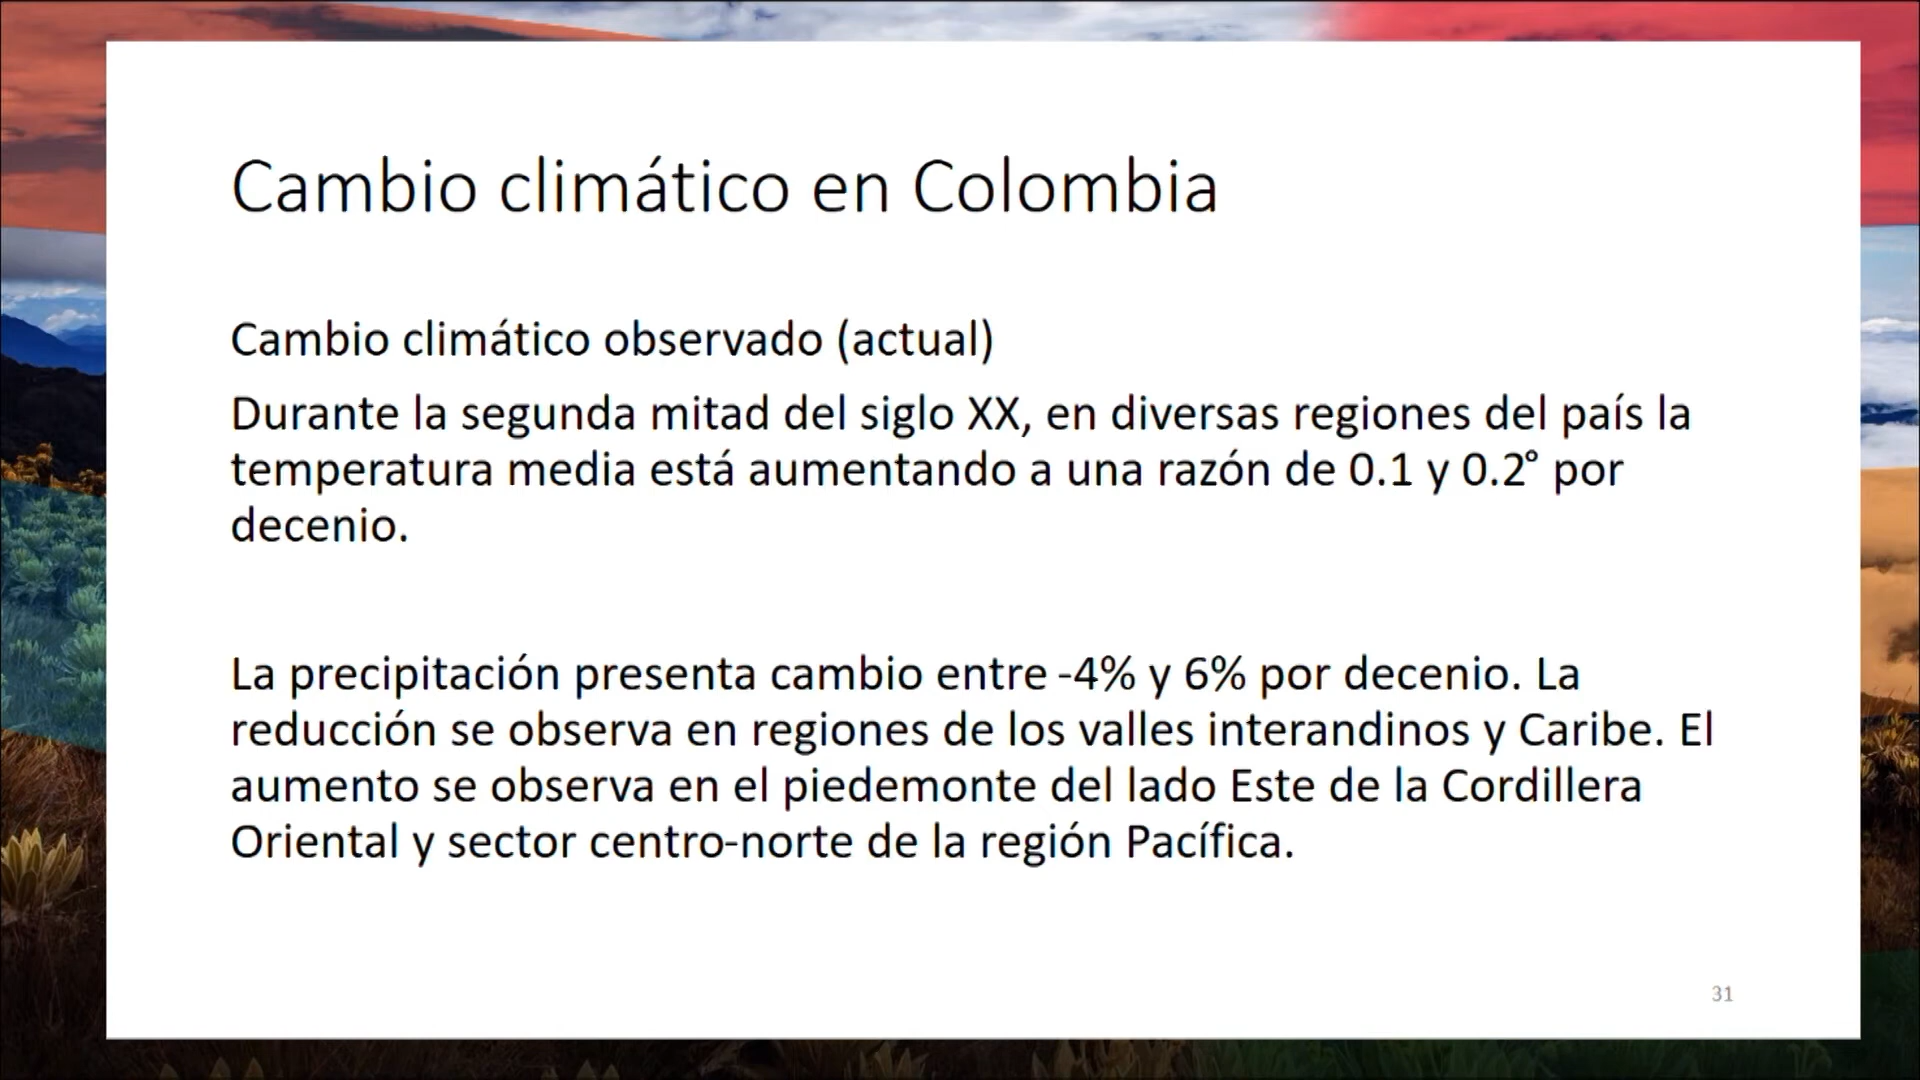 Cambio climático en Colombia
Cambio climático observado (actual)
Durante la segunda mitad del siglo XX, en diversas regiones del país la
temperatura media está aumentando a una razón de 0.1 y 0.2° por
decenio.
La precipitación presenta cambio entre -4% y 6% por decenio. La
reducción se observa en regiones de los valles interandinos y Caribe. El
aumento se observa en el piedemonte del lado Este de la Cordillera
Oriental y sector centro-norte de la región Pacífica.
31